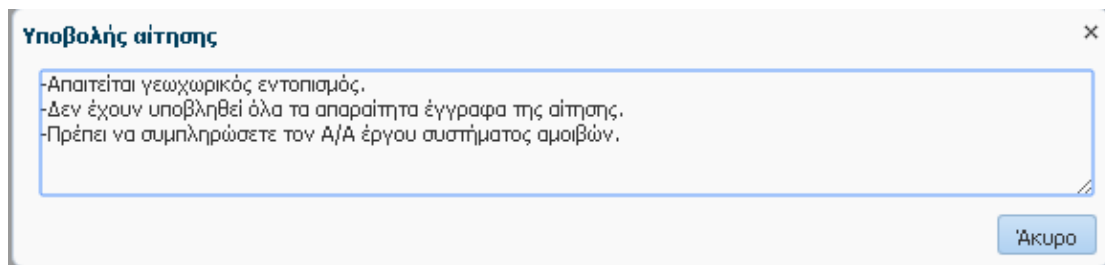 Υποβολής αίτησης
-Απαιτείται γεωχωρικός εντοπισμός.
-Δεν έχουν υποβληθεί όλα τα απαραίτητα έγγραφα της αίτησης.
-Πρέπει να συμπληρώσετε τον Α/Α έργου συστήματος αμοιβών.
Άκυρο